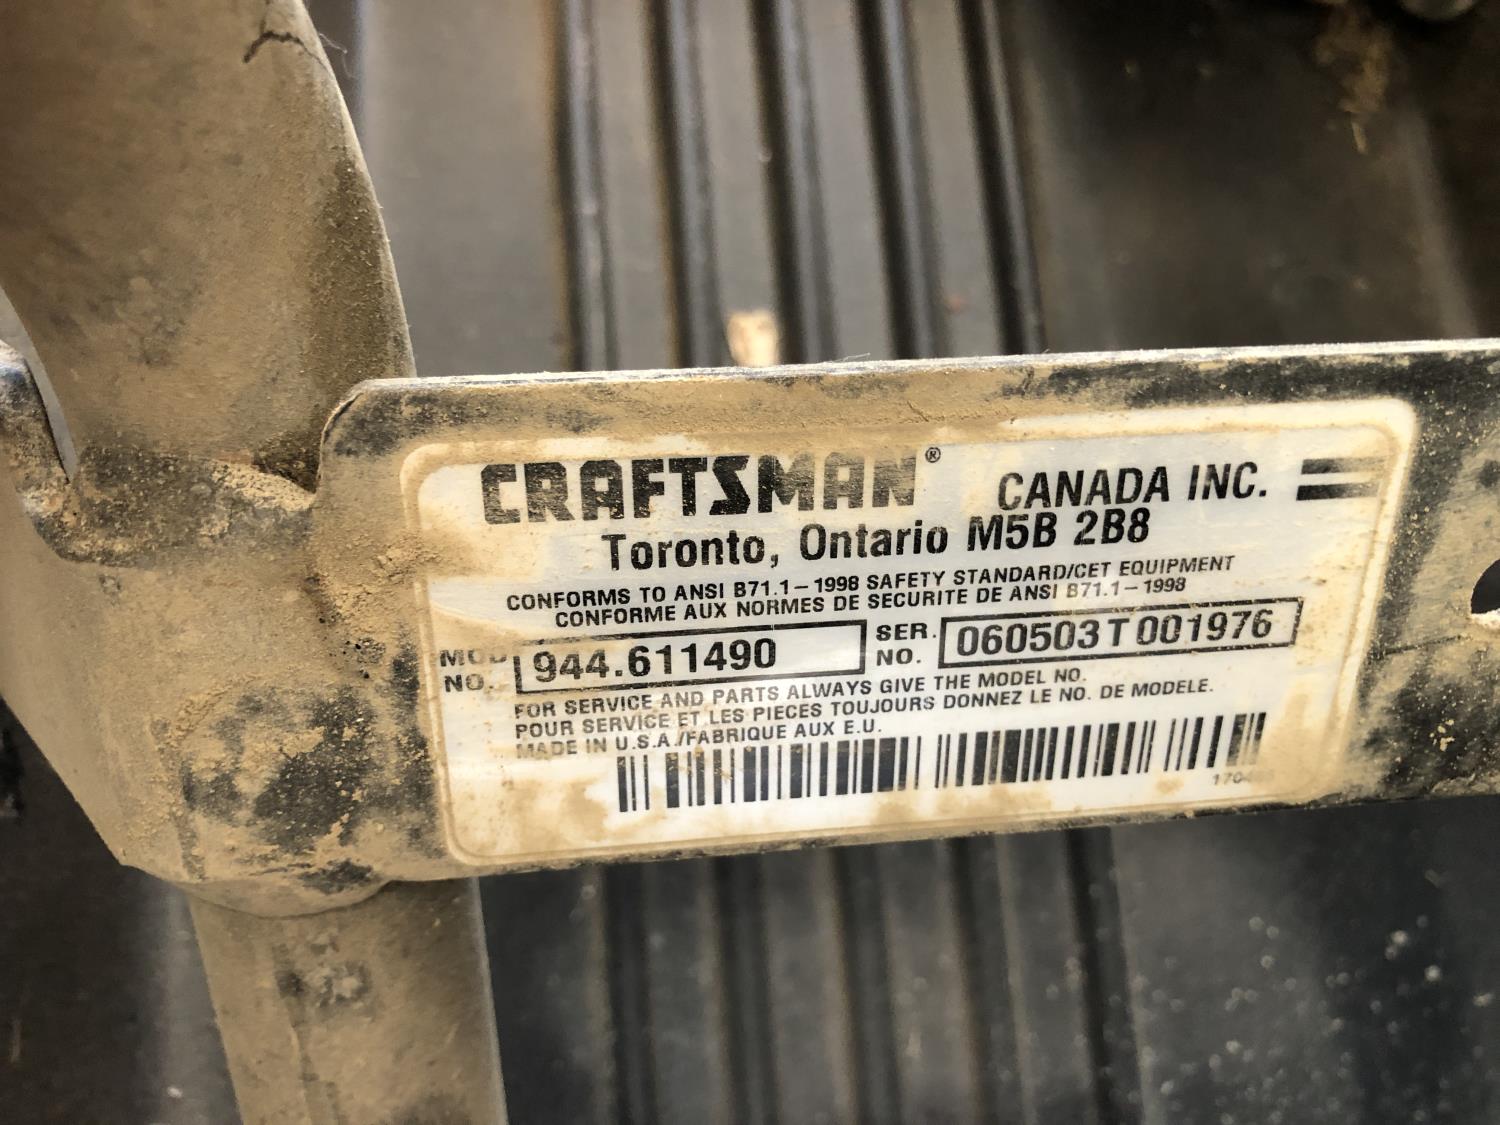 CRAFTSMAN® CANADA INC.
Toronto, Ontario M5B 2B8
CONFORMS TO ANSI B71.1-1998 SAFETY STANDARD/CET EQUIPMENT
CONFORME AUX NORMES DE SECURITE DE ANSI B71.1-1998
MOD NO. 944.611490 SER. NO. 060503T001976
FOR SERVICE AND PARTS ALWAYS GIVE THE MODEL NO.
POUR SERVICE ET LES PIECES TOUJOURS DONNEZ LE NO. DE MODELE.
MADE IN U.S.A./FABRIQUE AUX E.U.